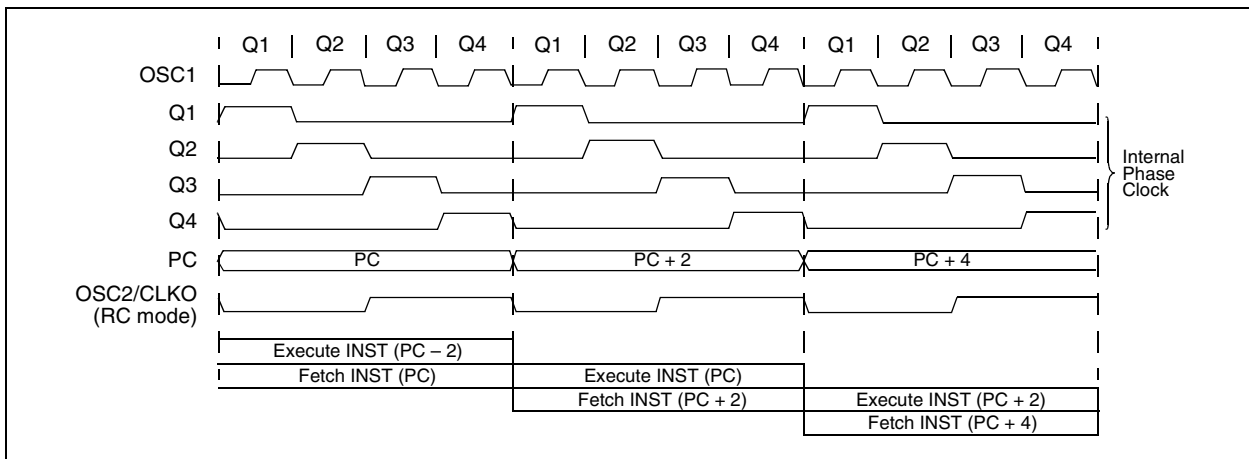 Q1 Q2 Q3 Q4 Q1 Q2 Q3 Q4 Q1 Q2 Q3 Q4
OSC1
Q1
Q2
Q3
Q4
Internal
Phase
Clock
PC PC PC + 2 PC + 4
OSC2/CLKO
(RC mode)
Execute INST (PC – 2)
Fetch INST (PC) Execute INST (PC)
Fetch INST (PC + 2) Execute INST (PC + 2)
Fetch INST (PC + 4)